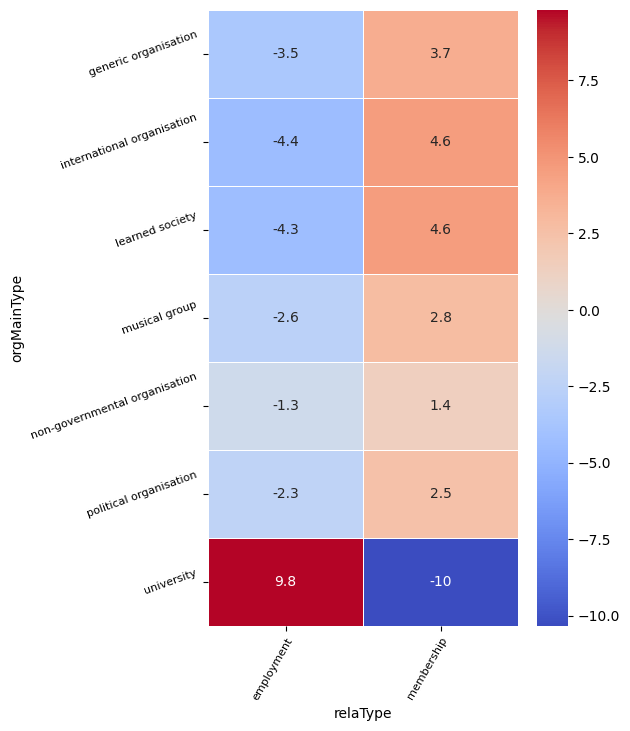 generic organisation -3.5 3.7
international organisation -4.4 4.6
learned society -4.3 4.6
musical group -2.6 2.8
non-governmental organisation -1.3 1.4
political organisation -2.3 2.5
university 9.8 -10
orgMainType
employment membership
relaType
7.5
5.0
2.5
0.0
−2.5
−5.0
−7.5
−10.0